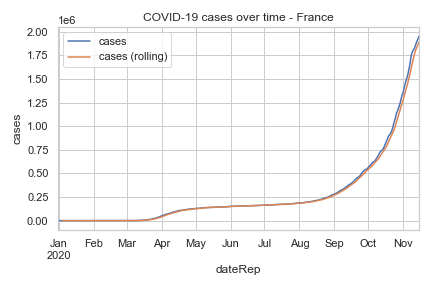 COVID-19 cases over time - France
1e6
cases
cases (rolling)
2.00
1.75
1.50
1.25
1.00
0.75
0.50
0.25
0.00
cases
Jan Feb Mar Apr May Jun Jul Aug Sep Oct Nov
2020
dateRep